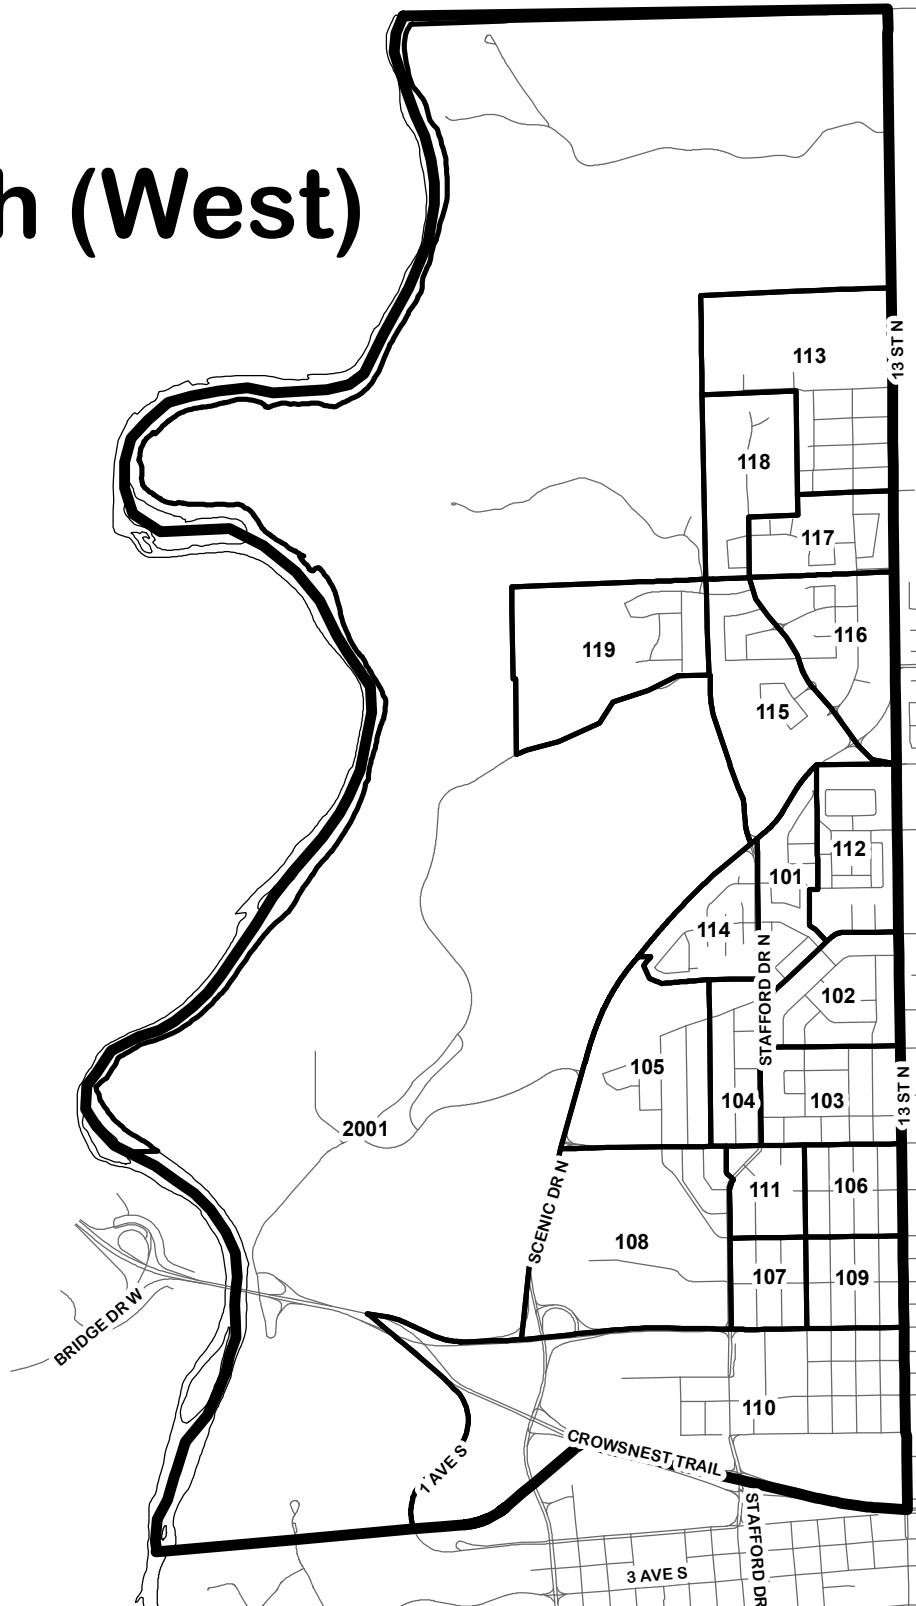 h (West)
13 ST N
113
118
117
116
119
115
112
101
114
STAFFORD DR N
102
105
104
103
13 ST N
2001
111
106
SCENIC DR N
108
107
109
BRIDGE DR W
110
CROWSNEST TRAIL
1 AVE S
STAFFORD DR
3 AVE S